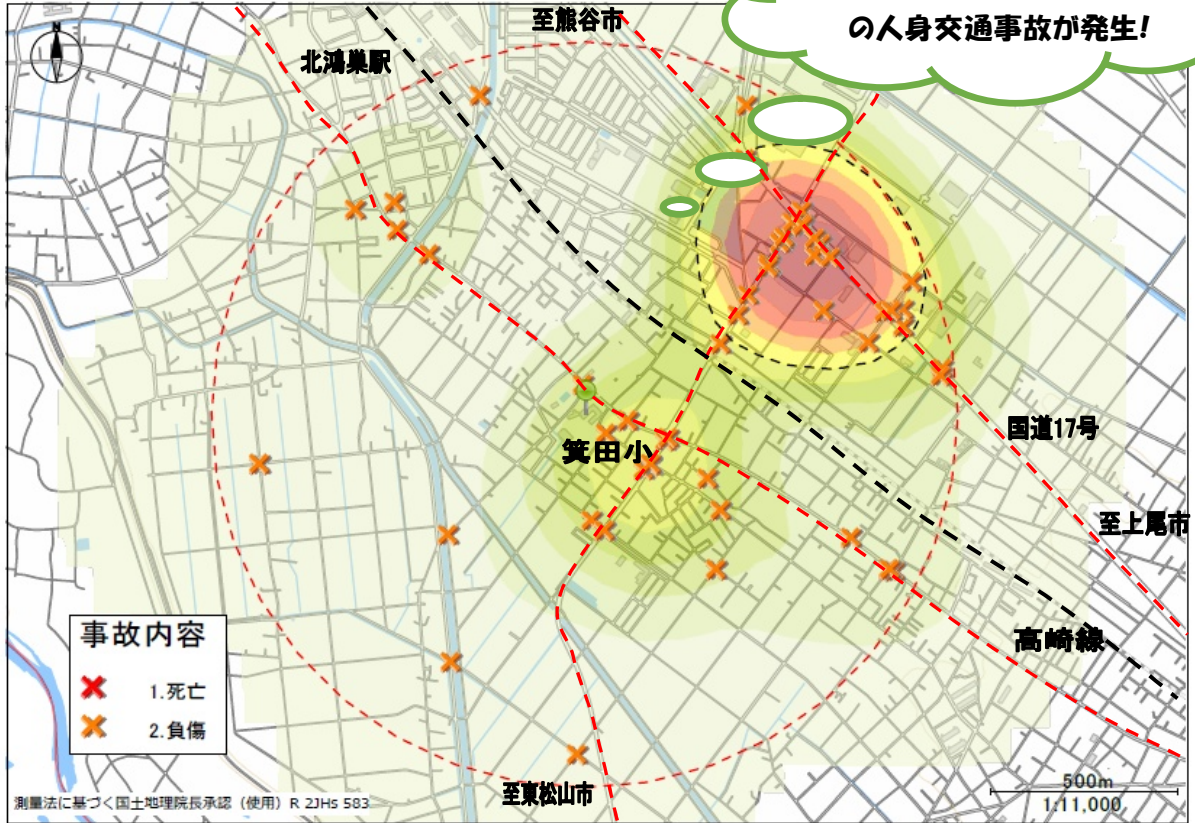 の人身交通事故が発生!
至熊谷市
N
北鴻巣駅
箕田小
国道17号
至上尾市
高崎線
事故内容
1.死亡
2.負傷
至東松山市
500m
1:11,000
測量法に基づく国土地理院長承認（使用）R 2JHs 583